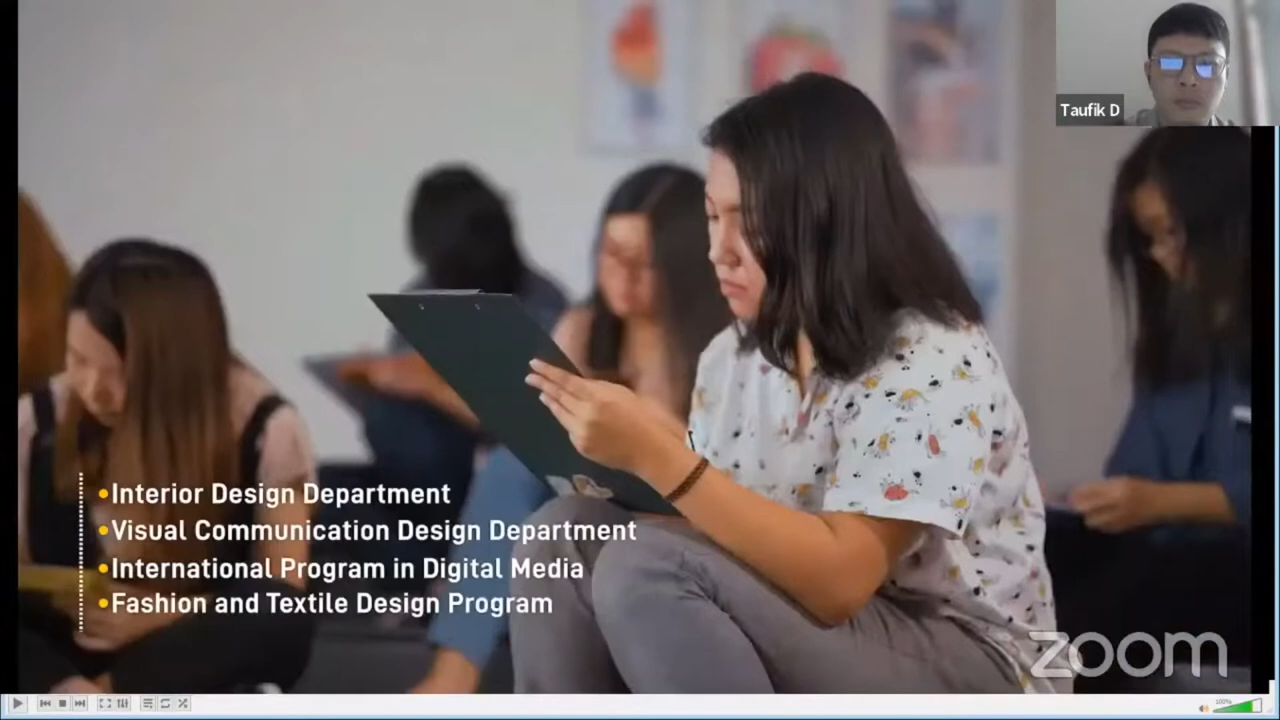 Taufik D
•Interior Design Department
•Visual Communication Design Department
•International Program in Digital Media
•Fashion and Textile Design Program
zoom
100%